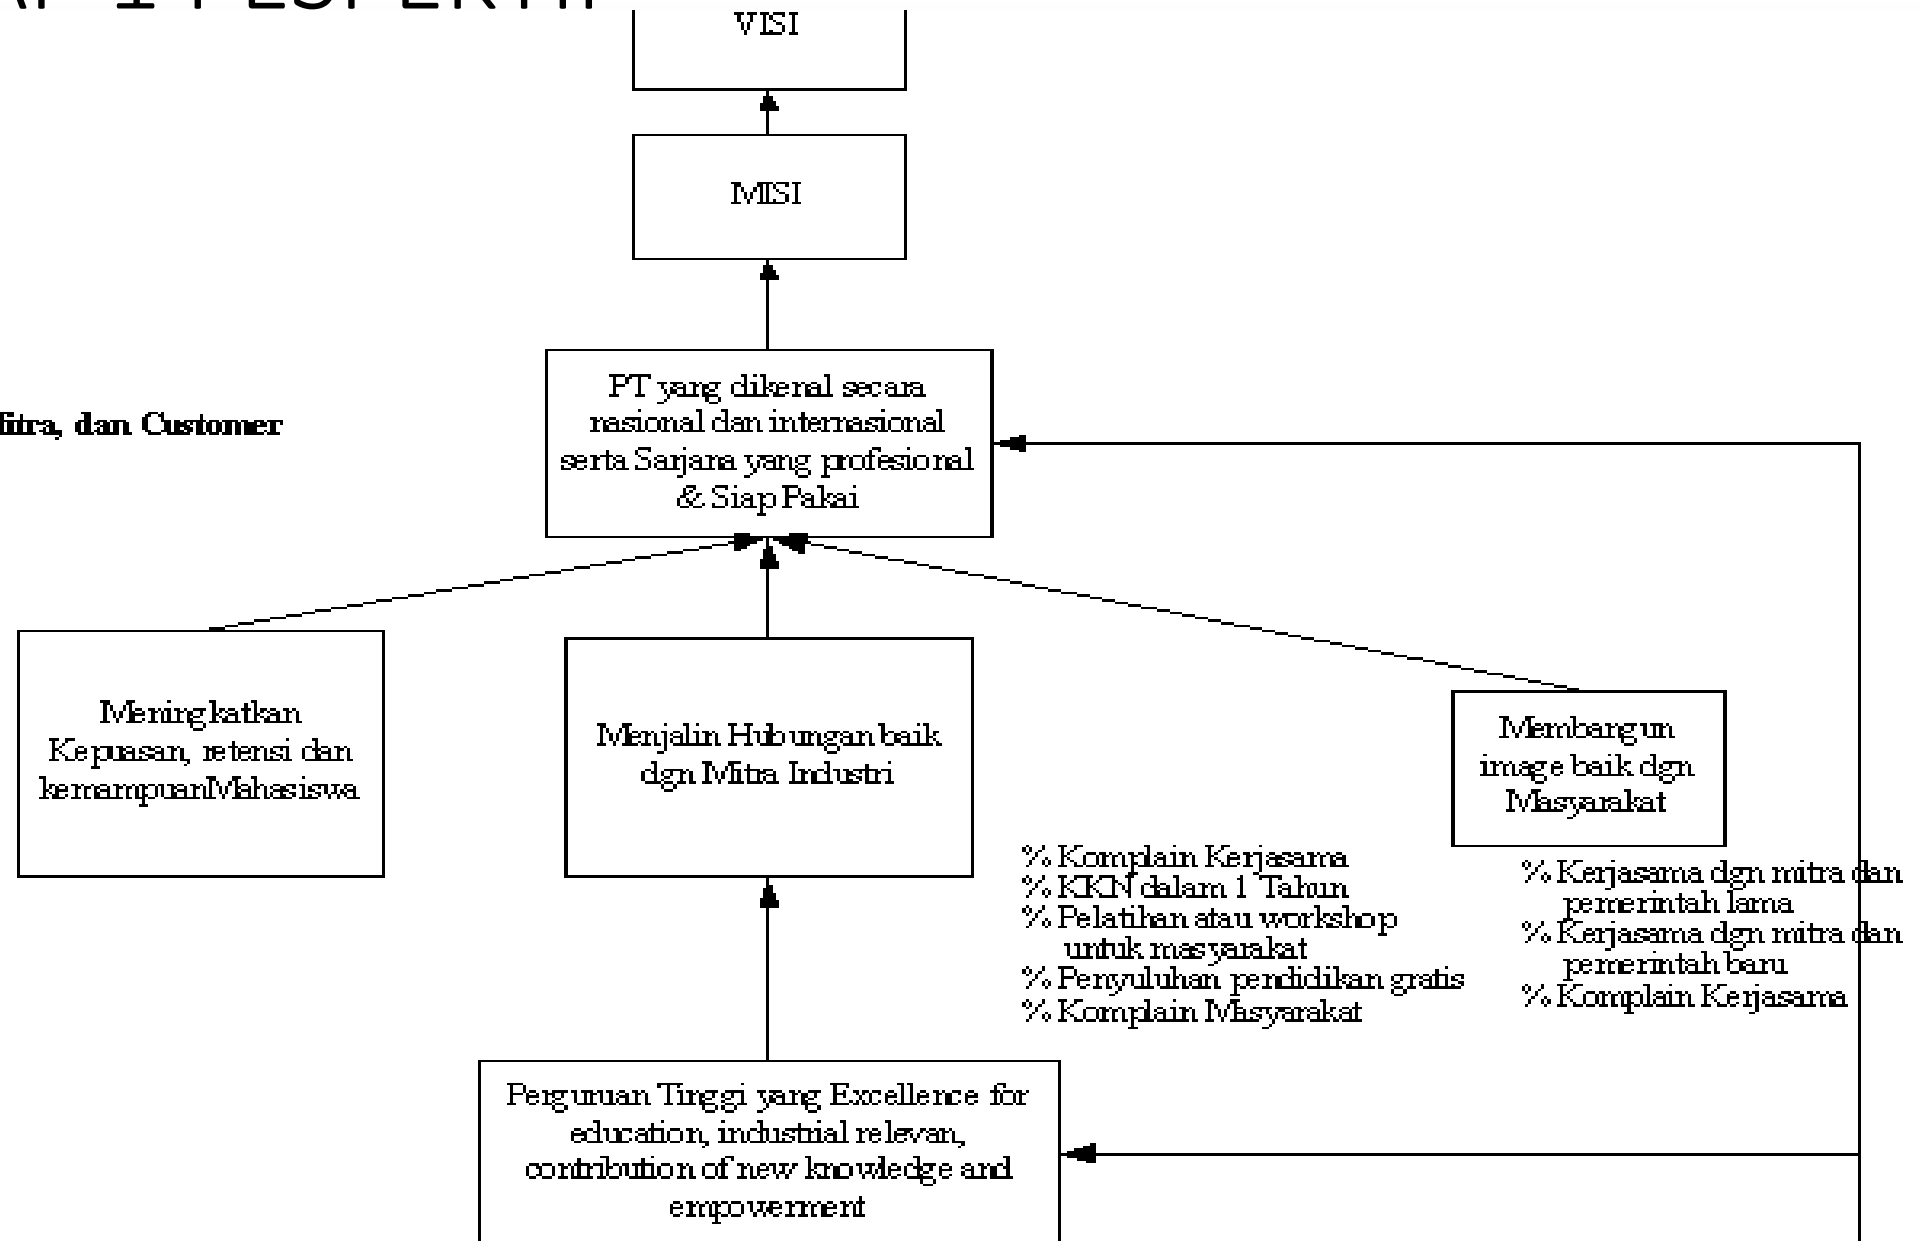 VISI
MISI
PT yang dikenal secara
nasional dan internasional
serta Sarjana yang profesional
& Siap Pakai
dan Customer
Meningkatkan
Kepuasan, retensi dan
kemampuanMahasiswa
Menjalin Hubungan baik
dgn Mitra Industri
Membangun
image baik dgn
Masyarakat
% Komplain Kerjasama
% KKN dalam 1 Tahun
% Pelatihan atau workshop
untuk masyarakat
% Penyuluhan pendidikan gratis
% Komplain Masyarakat
% Kerjasama dgn mitra dan
pemerintah lama
% Kerjasama dgn mitra dan
pemerintah baru
% Komplain Kerjasama
Perguruan Tinggi yang Excellence for
education, industrial relevan,
contribution of new knowledge and
empowerment